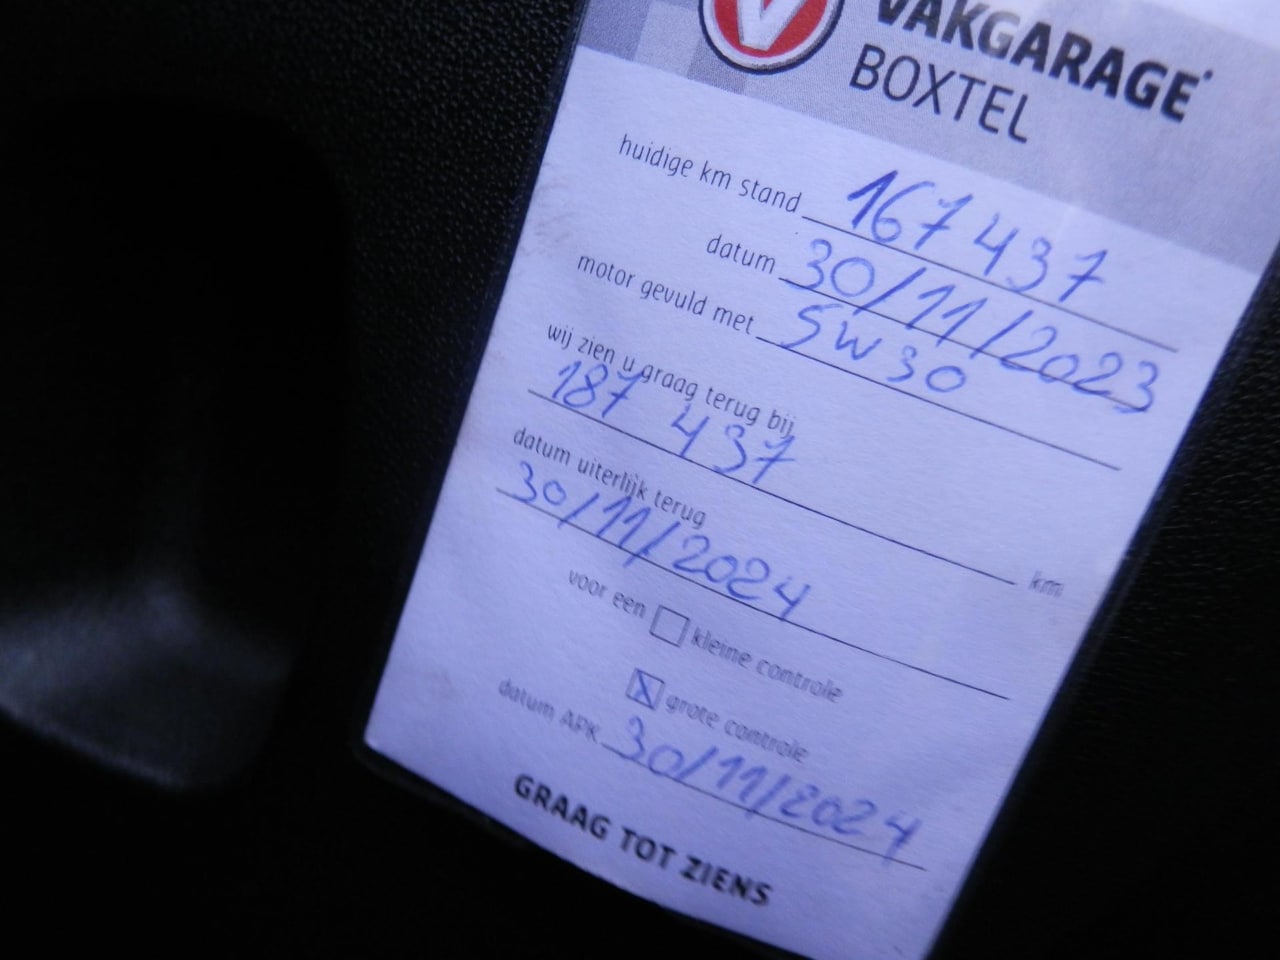 VAKGARAGE
BOXTEL
huidige km stand 167 437
datum 30/11/2023
motor gevuld met 5W30
wij zien u graag terug bij
187 437 km
datum uiterlijk terug
30/11/2024
voor een kleine controle
X grote controle
datum APK 30/11/2024
GRAAG TOT ZIENS